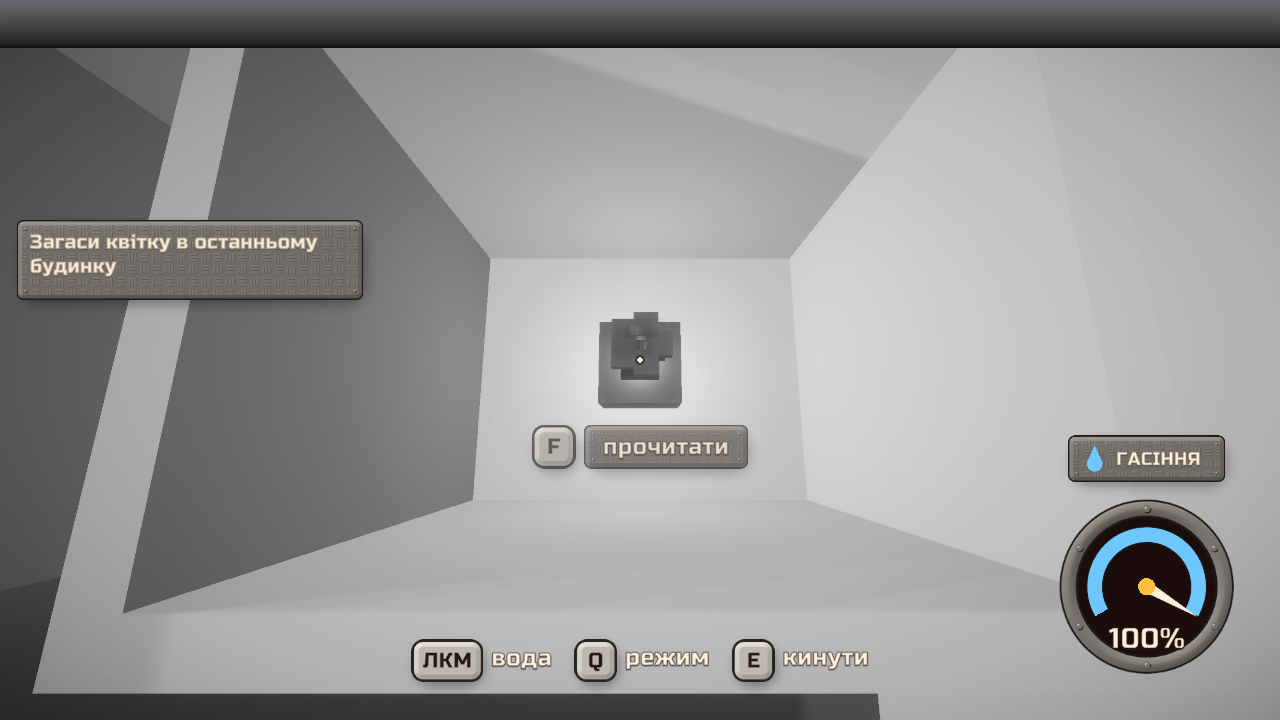 Загаси квітку в останньому
будинку
F прочитати
ГАСІННЯ
100%
ЛКМ вода Q режим E кинути